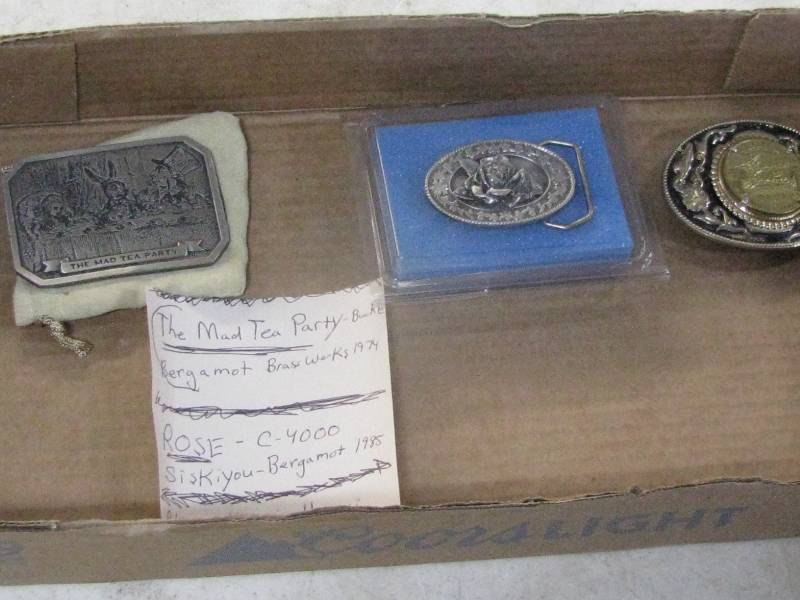 THE MAD TEA PARTY
The Mad Tea Party - Buckle
Bergamot Brass Works 1974
ROSE - C-4000
Siskiyou-Bergamot 1985
Coors LIGHT